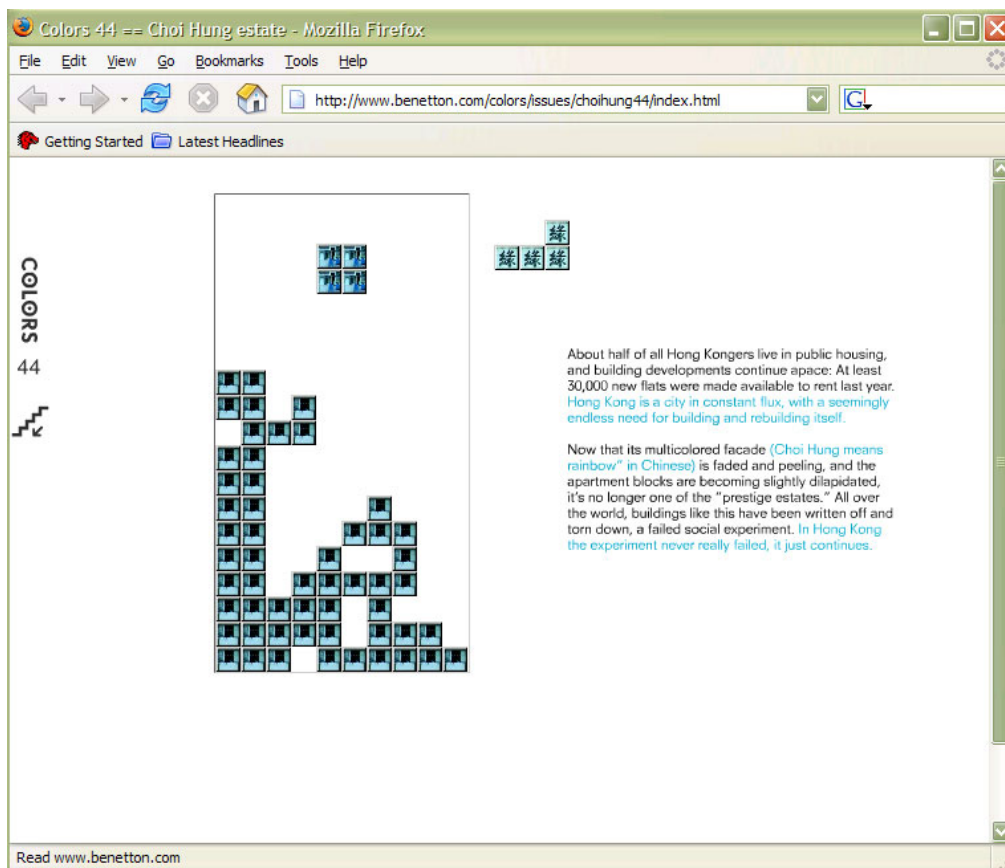 Colors 44 == Choi Hung estate - Mozilla Firefox
File Edit View Go Bookmarks Tools Help
http://www.benetton.com/colors/issues/choihung44/index.html
G
Getting Started Latest Headlines
COLORS
44
綠
綠 綠 綠
About half of all Hong Kongers live in public housing,
and building developments continue apace: At least
30,000 new flats were made available to rent last year.
Hong Kong is a city in constant flux, with a seemingly
endless need for building and rebuilding itself.
Now that its multicolored facade (Choi Hung means
rainbow” in Chinese) is faded and peeling, and the
apartment blocks are becoming slightly dilapidated,
it’s no longer one of the “prestige estates.” All over
the world, buildings like this have been written off and
torn down, a failed social experiment. In Hong Kong
the experiment never really failed, it just continues.
Read www.benetton.com